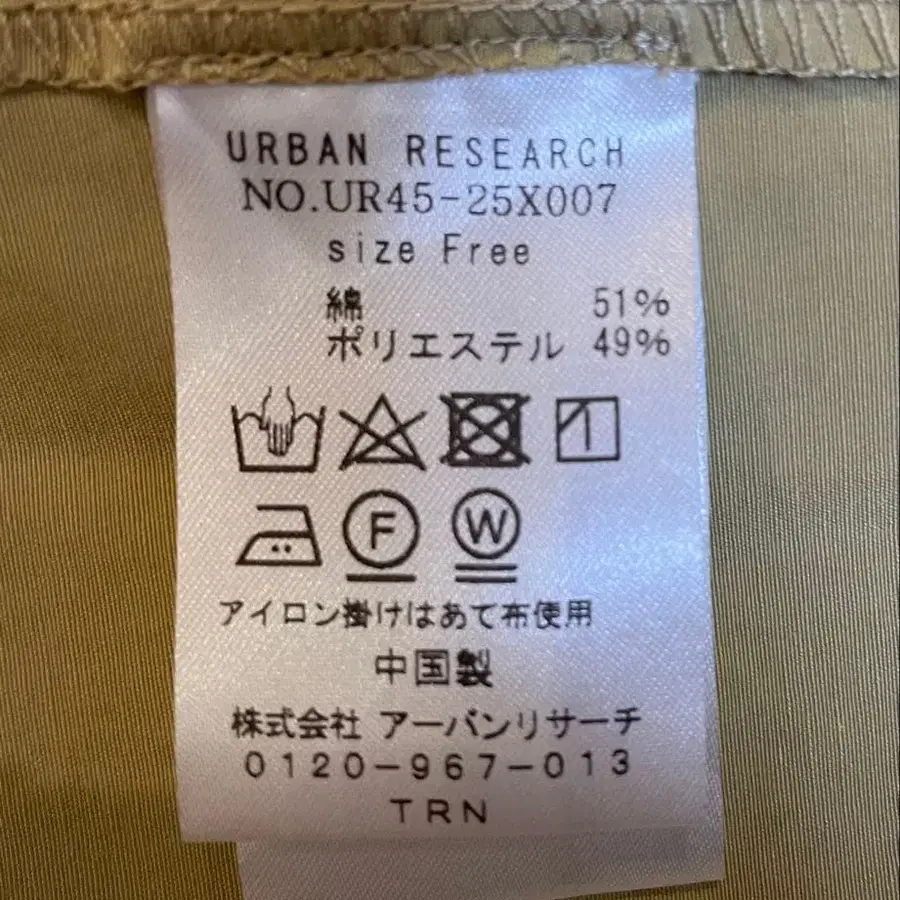 URBAN RESEARCH
NO.UR45-25X007
size Free
綿 51%
ポリエステル 49%
F W
アイロン掛けはあて布使用
中国製
株式会社 アーバンリサーチ
0120-967-013
TRN